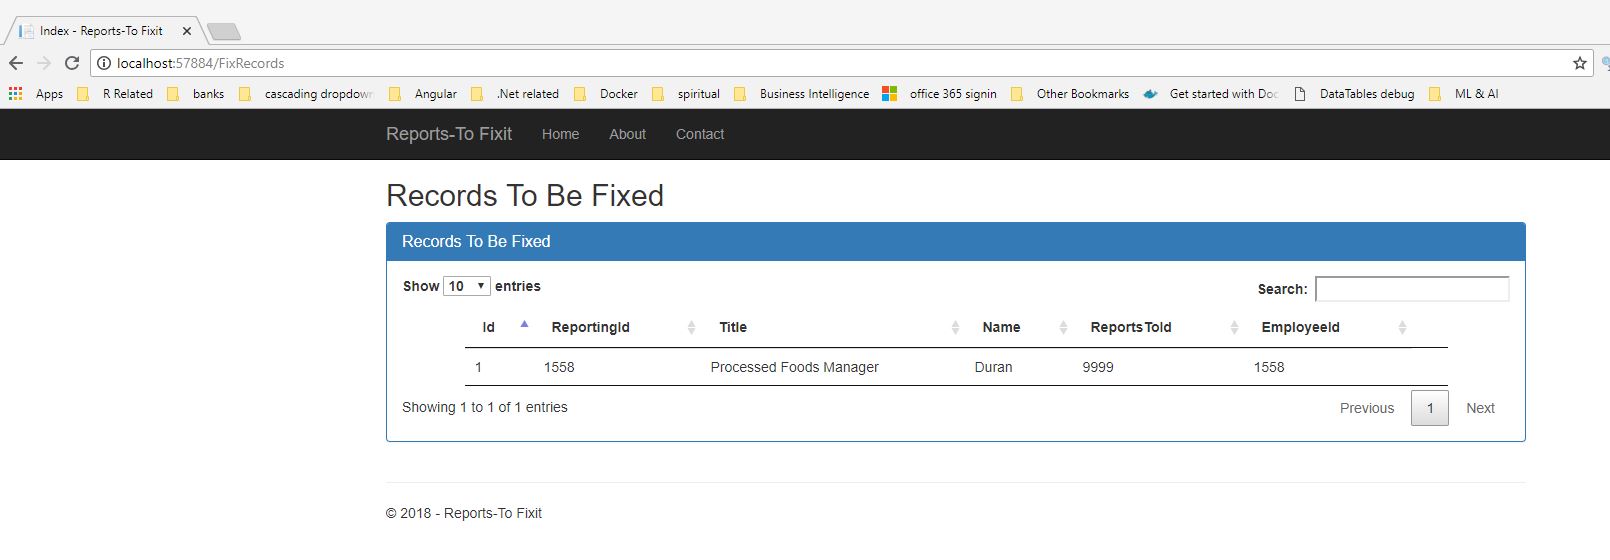 Index - Reports-To Fixit
localhost:57884/FixRecords
Apps R Related banks cascading dropdown Angular .Net related Docker spiritual Business Intelligence office 365 signin Other Bookmarks Get started with Doc DataTables debug ML & AI
Reports-To Fixit Home About Contact
Records To Be Fixed
Records To Be Fixed
Show 10 entries Search:
Id ReportingId Title Name ReportsToId EmployeeId
1 1558 Processed Foods Manager Duran 9999 1558
Showing 1 to 1 of 1 entries Previous 1 Next
© 2018 - Reports-To Fixit